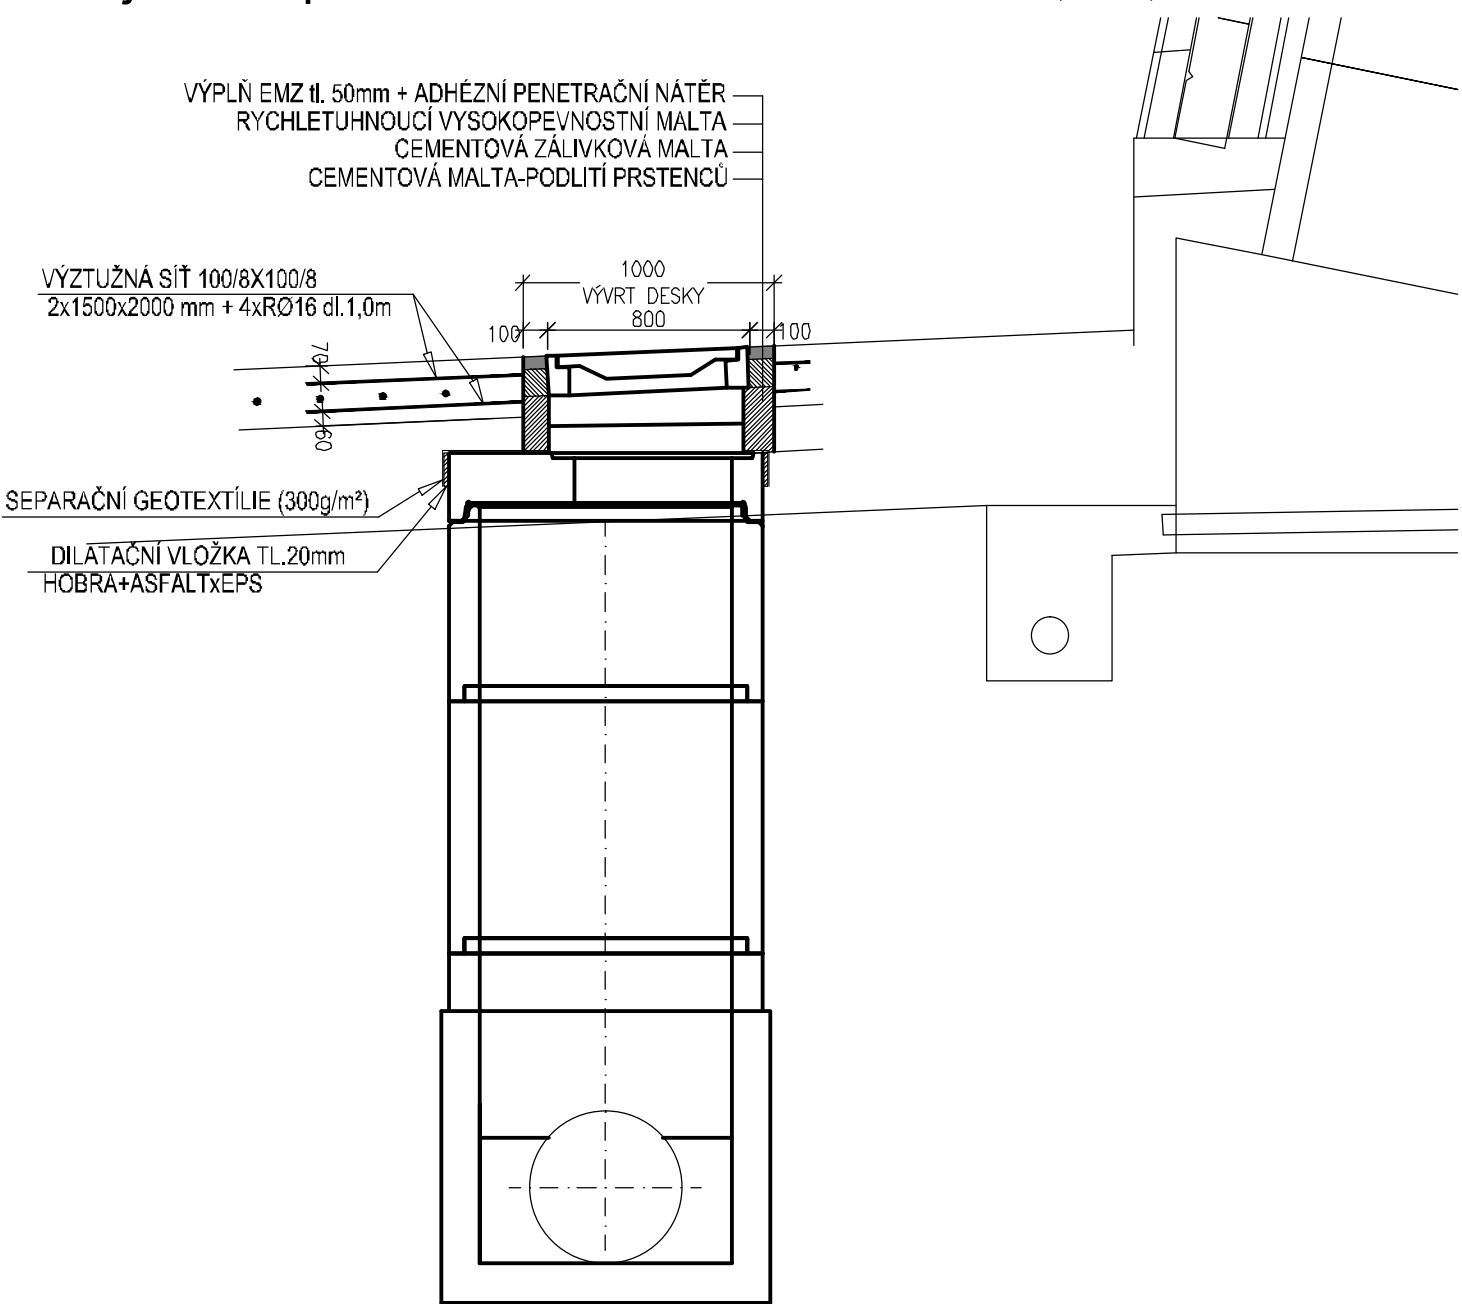 VÝPLŇ EMZ tl. 50mm + ADHÉZNÍ PENETRAČNÍ NÁTĚR
RYCHLETUHNOUCÍ VYSOKOPEVNOSTNÍ MALTA
CEMENTOVÁ ZÁLIVKOVÁ MALTA
CEMENTOVÁ MALTA-PODLITÍ PRSTENCŮ
VÝZTUŽNÁ SÍŤ 100/8X100/8
2x1500x2000 mm + 4xRØ16 dl.1,0m
1000
VÝVRT DESKY
100
800
100
70
60
SEPARAČNÍ GEOTEXTÍLIE (300g/m²)
DILATAČNÍ VLOŽKA TL.20mm
HOBRA+ASFALTxEPS